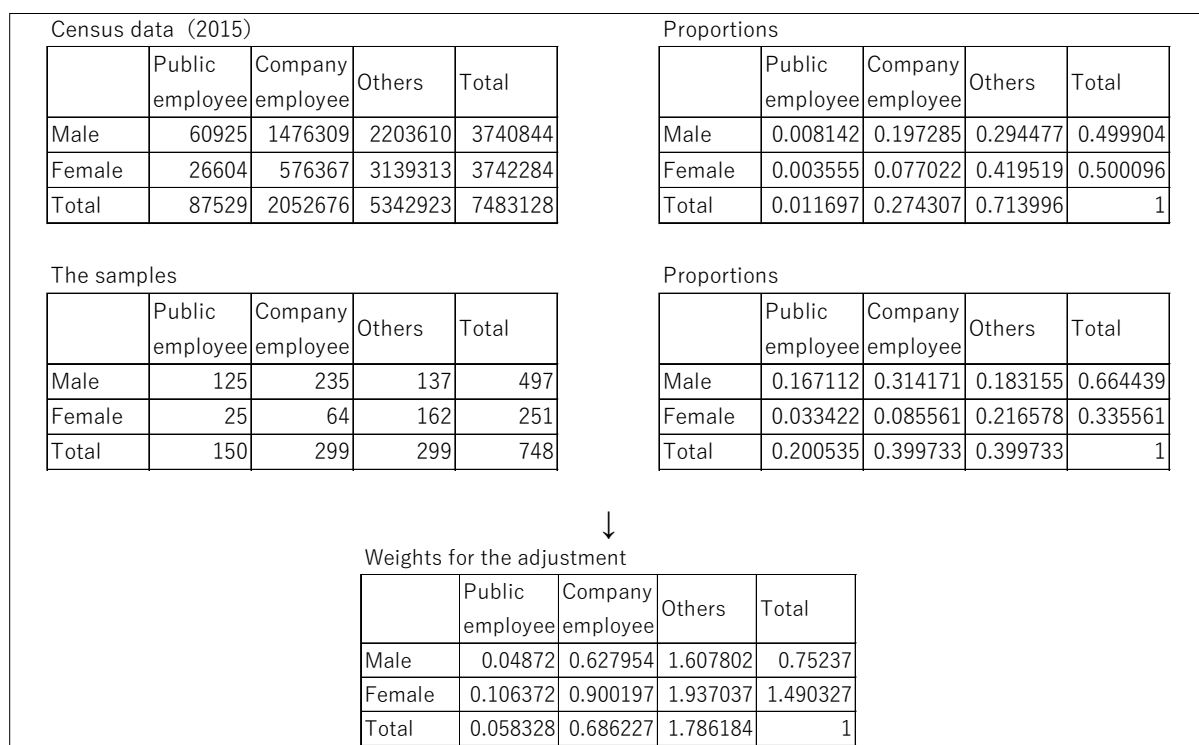 Census data (2015)
Public employee Company employee Others Total
Male 60925 1476309 2203610 3740844
Female 26604 576367 3139313 3742284
Total 87529 2052676 5342923 7483128
Proportions
Public employee Company employee Others Total
Male 0.008142 0.197285 0.294477 0.499904
Female 0.003555 0.077022 0.419519 0.500096
Total 0.011697 0.274307 0.713996 1
The samples
Public employee Company employee Others Total
Male 125 235 137 497
Female 25 64 162 251
Total 150 299 299 748
Proportions
Public employee Company employee Others Total
Male 0.167112 0.314171 0.183155 0.664439
Female 0.033422 0.085561 0.216578 0.335561
Total 0.200535 0.399733 0.399733 1
↓
Weights for the adjustment
Public employee Company employee Others Total
Male 0.04872 0.627954 1.607802 0.75237
Female 0.106372 0.900197 1.937037 1.490327
Total 0.058328 0.686227 1.786184 1